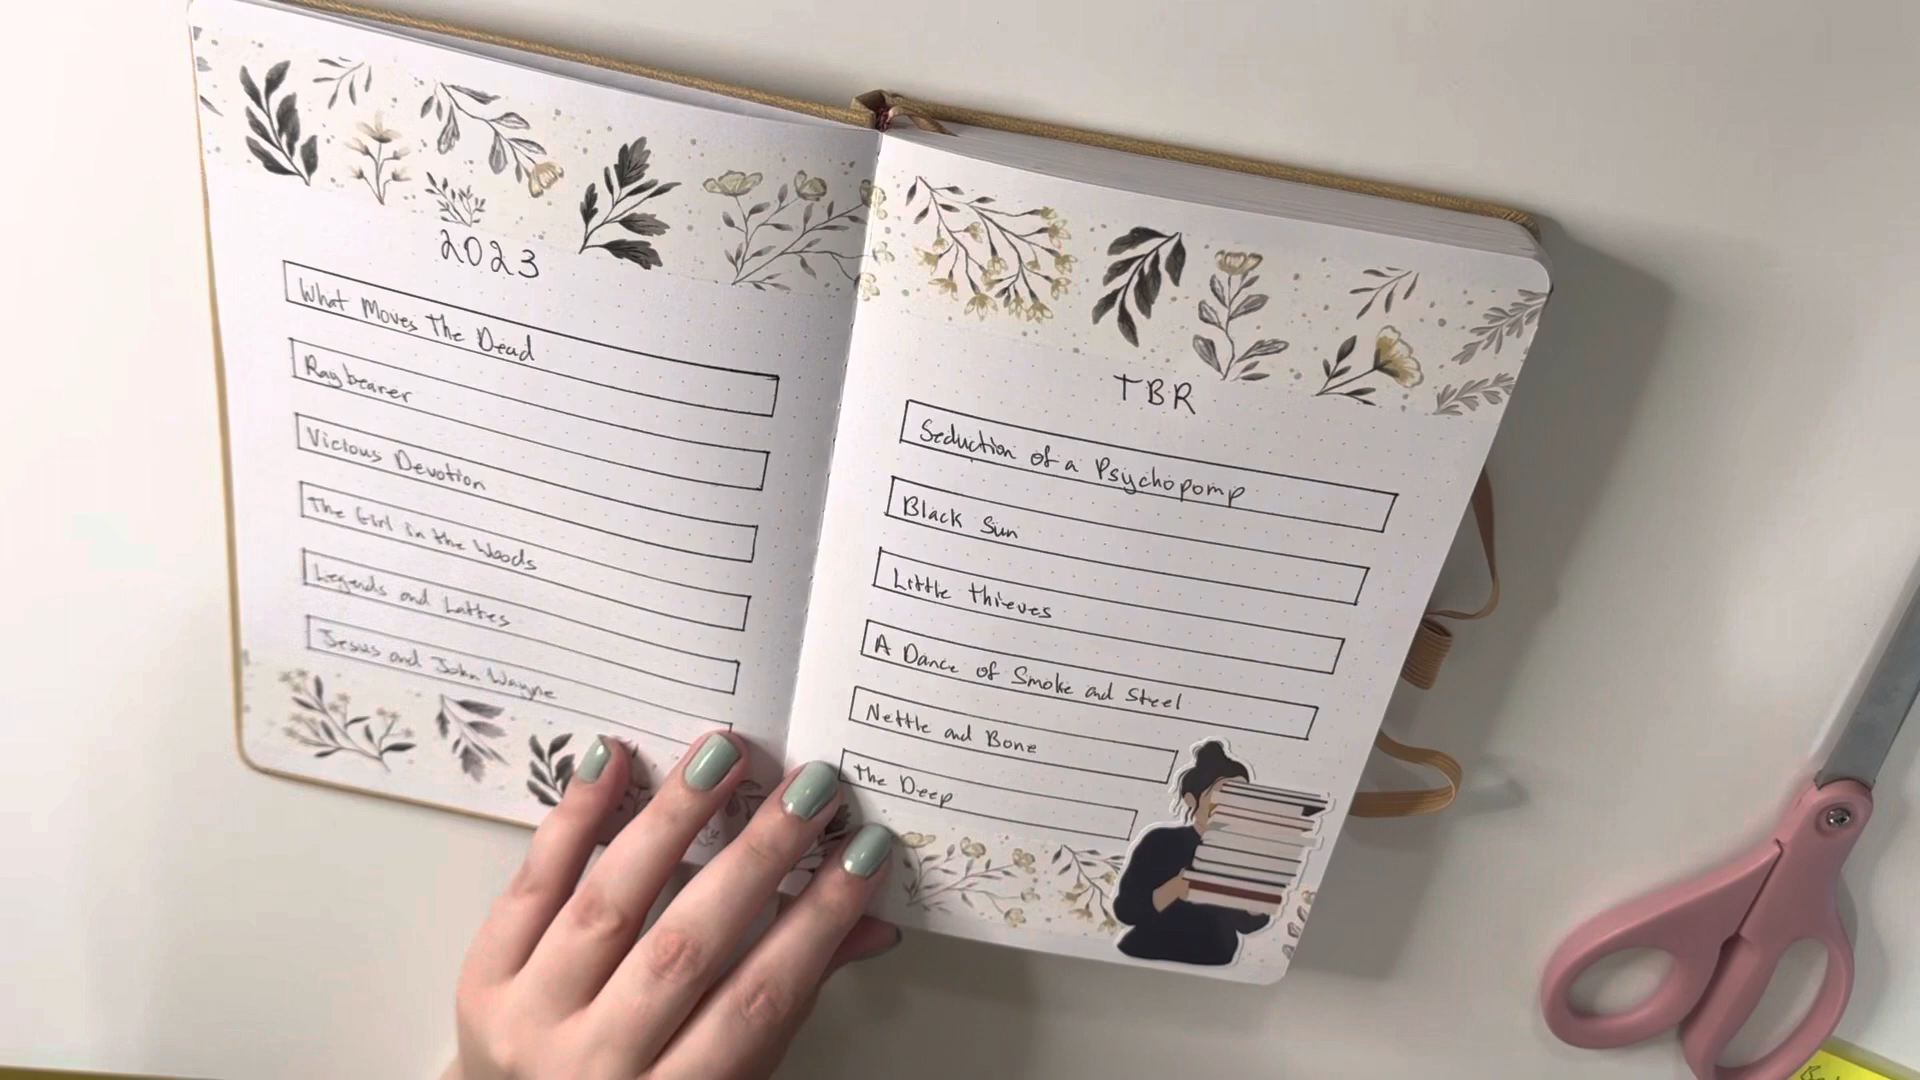 2023
What Moves The Dead
Raybearer
Vicious Devotion
The Girl in the Woods
Legends and Lattes
Jesus and John Wayne
TBR
Seduction of a Psychopomp
Black Sun
Little Thieves
A Dance of Smoke and Steel
Nettle and Bone
The Deep